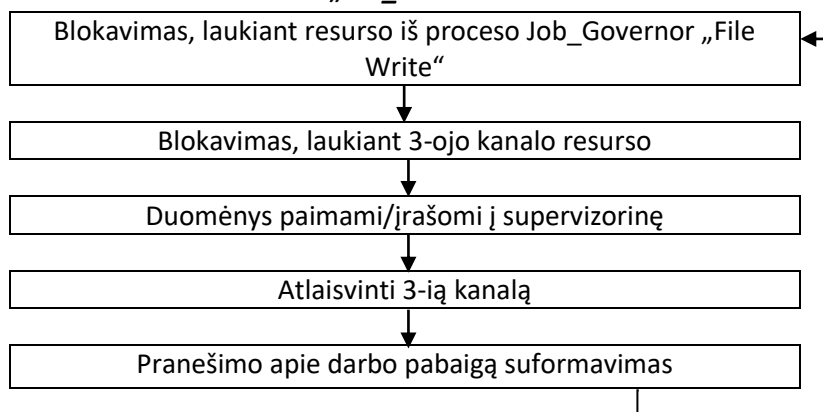 Blokavimas, laukiant resurso iš proceso Job_Governor „File
Write“
Blokavimas, laukiant 3-ojo kanalo resurso
Duomėnys paimami/įrašomi į supervizorinę
Atlaisvinti 3-ią kanalą
Pranešimo apie darbo pabaigą suformavimas